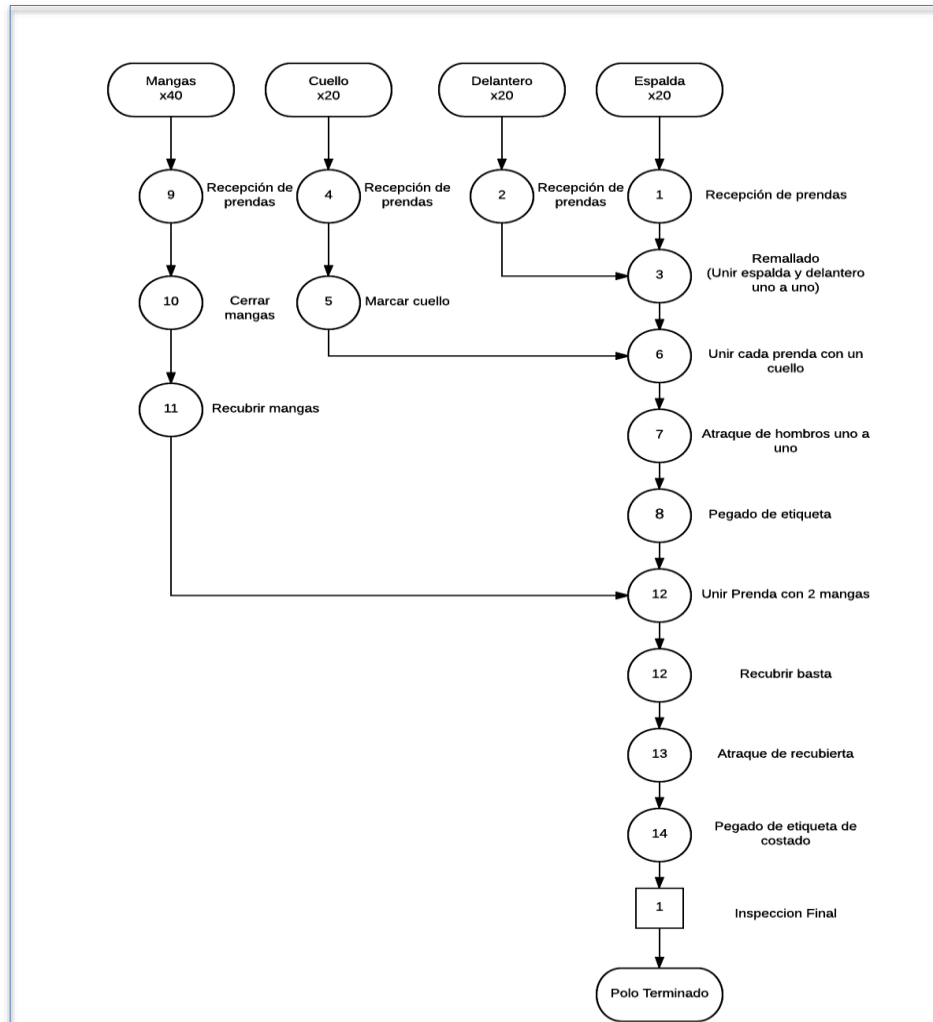 Mangas
x40
Cuello
x20
Delantero
x20
Espalda
x20
9
Recepción de
prendas
4
Recepción de
prendas
2
Recepción de
prendas
1
Recepción de prendas
3
Remallado
(Unir espalda y delantero
uno a uno)
10
Cerrar
mangas
5
Marcar cuello
6
Unir cada prenda con un
cuello
11
Recubrir mangas
7
Atraque de hombros uno a
uno
8
Pegado de etiqueta
12
Unir Prenda con 2 mangas
12
Recubrir basta
13
Atraque de recubierta
14
Pegado de etiqueta de
costado
1
Inspeccion Final
Polo Terminado